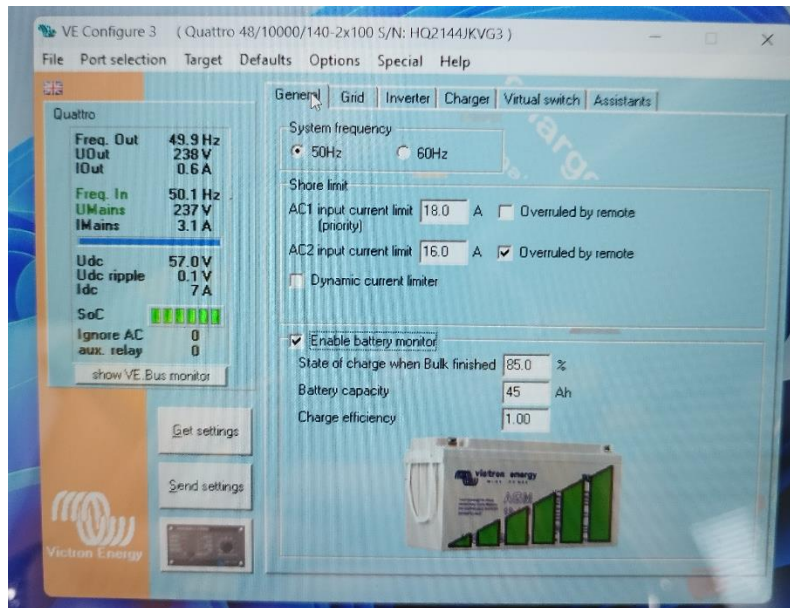 VE Configure 3 ( Quattro 48/10000/140-2x100 S/N: HQ2144JKVG3 )
File Port selection Target Defaults Options Special Help
General Grid Inverter Charger Virtual switch Assistants
Quattro
Freq. Out 49.9 Hz
UOut 238 V
IOut 0.6 A
Freq. In 50.1 Hz
UMains 237 V
IMains 3.1 A
Udc 57.0 V
Udc ripple 0.1 V
Idc 7 A
SoC
Ignore AC 0
aux. relay 0
show VE.Bus monitor
Get settings
Send settings
Victron Energy
System frequency
50Hz 60Hz
Shore limit
AC1 input current limit 18.0 A Overruled by remote
(priority)
AC2 input current limit 16.0 A Overruled by remote
Dynamic current limiter
Enable battery monitor
State of charge when Bulk finished 85.0 %
Battery capacity 45 Ah
Charge efficiency 1.00
victron energy